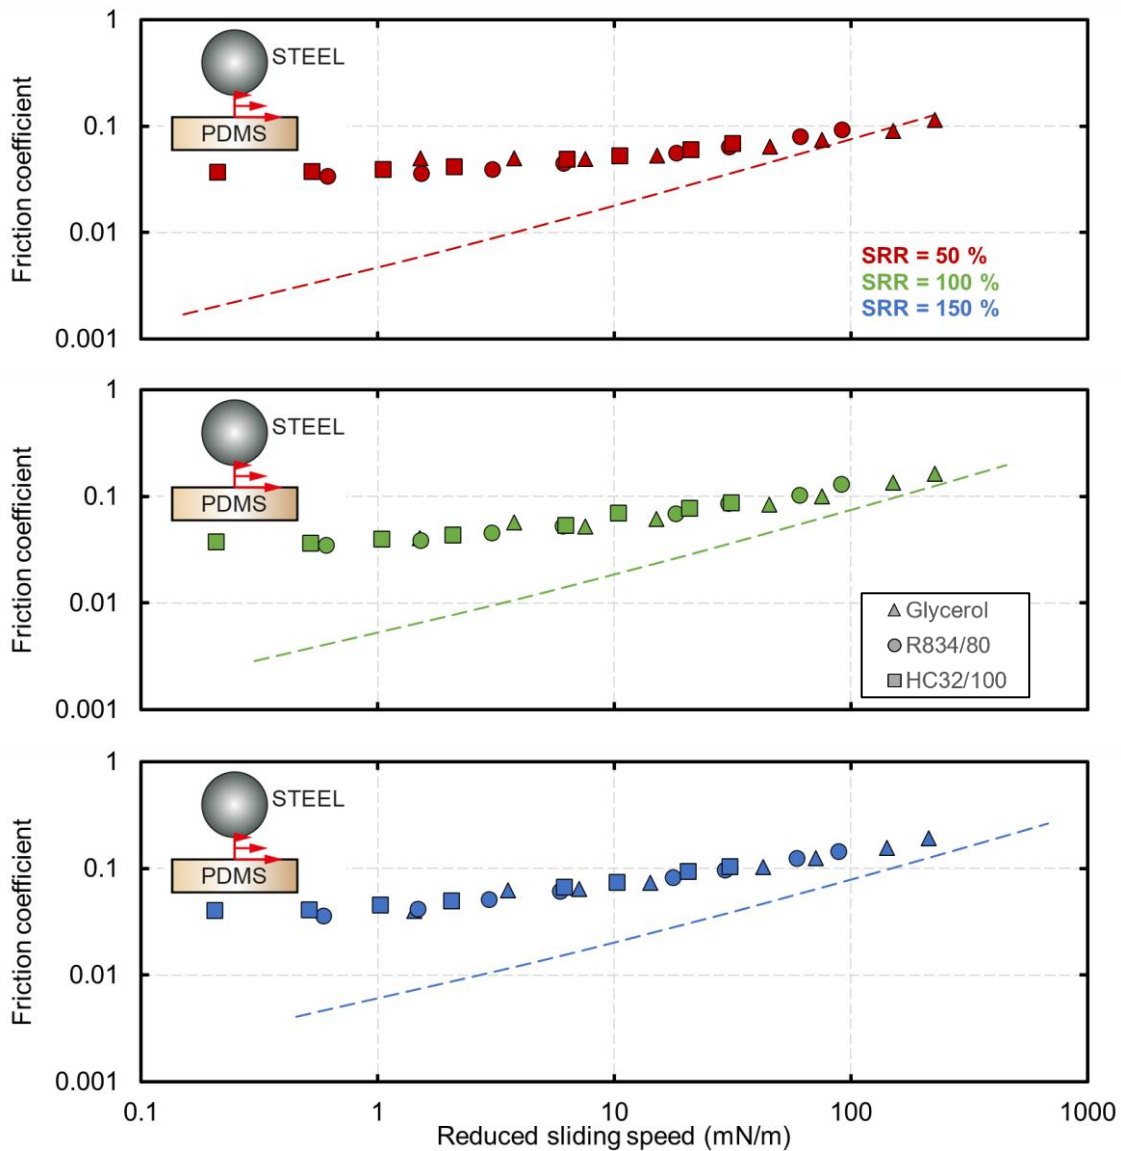 1
STEEL
PDMS
0.1
0.01
0.001
Friction coefficient
SRR = 50 %
SRR = 100 %
SRR = 150 %
1
STEEL
PDMS
0.1
0.01
0.001
Friction coefficient
Glycerol
R834/80
HC32/100
1
STEEL
PDMS
0.1
0.01
0.001
Friction coefficient
0.1 1 10 100 1000
Reduced sliding speed (mN/m)